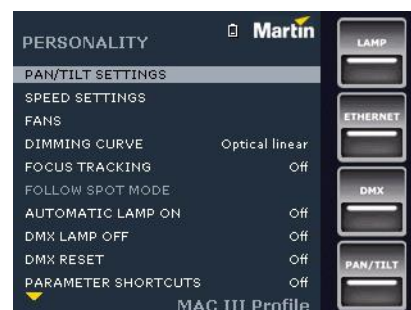 PERSONALITY
Martin
PAN/TILT SETTINGS
SPEED SETTINGS
FANS
DIMMING CURVE Optical linear
FOCUS TRACKING Off
FOLLOW SPOT MODE
AUTOMATIC LAMP ON Off
DMX LAMP OFF Off
DMX RESET Off
PARAMETER SHORTCUTS Off
MAC III Profile
LAMP
ETHERNET
DMX
PAN/TILT